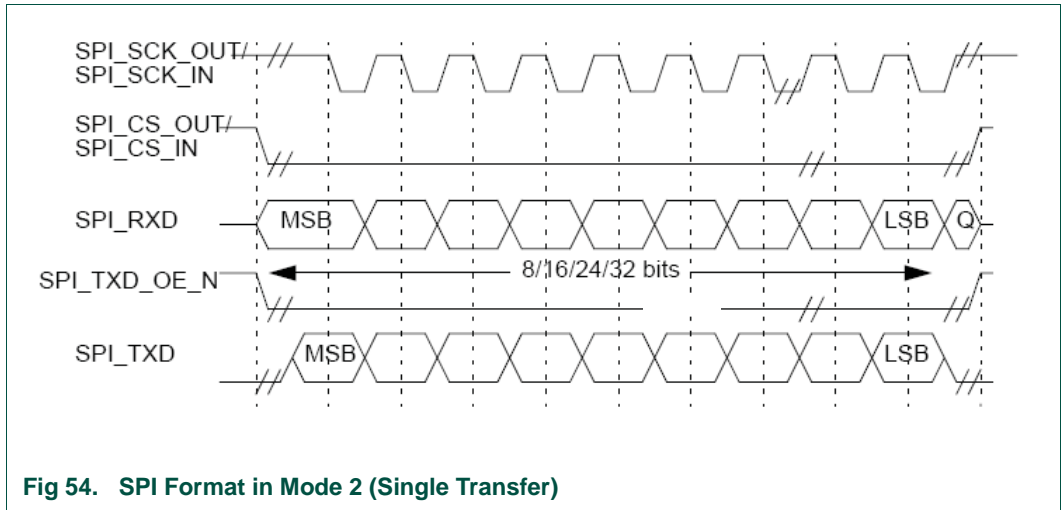 SPI_SCK_OUT/
SPI_SCK_IN
SPI_CS_OUT/
SPI_CS_IN
SPI_RXD MSB LSB Q
8/16/24/32 bits
SPI_TXD_OE_N
SPI_TXD MSB LSB
Fig 54. SPI Format in Mode 2 (Single Transfer)